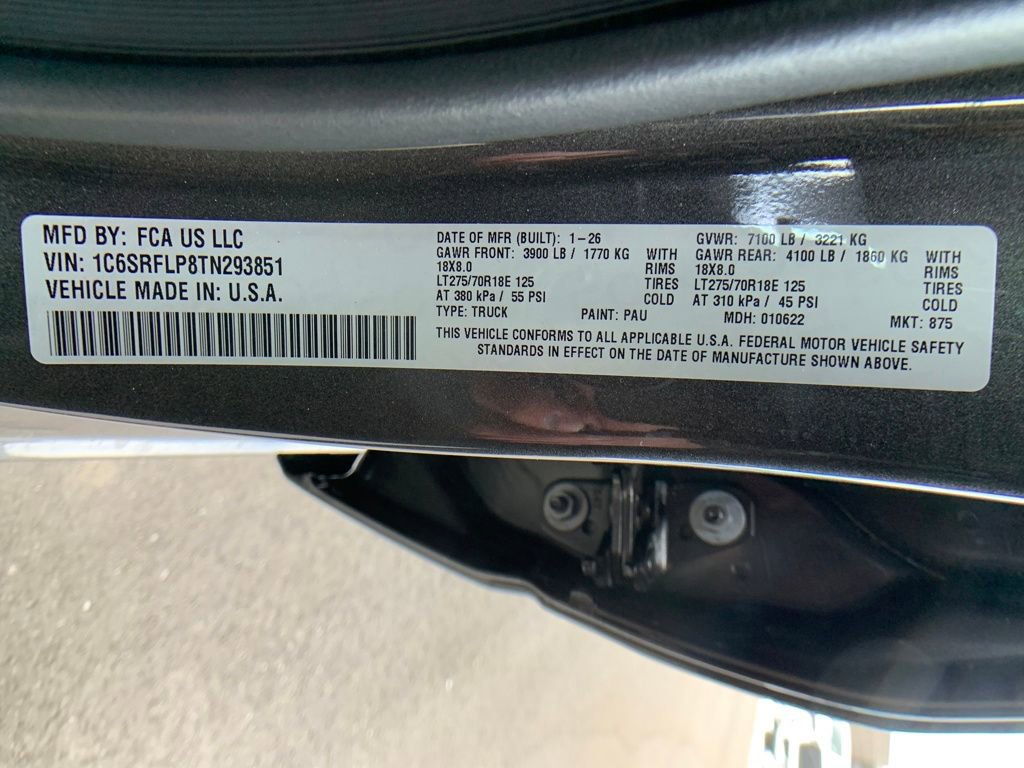 MFD BY: FCA US LLC
VIN: 1C6SRFLP8TN293851
VEHICLE MADE IN: U.S.A.
DATE OF MFR (BUILT): 1-26
GAWR FRONT: 3900 LB / 1770 KG WITH
18X8.0 RIMS
LT275/70R18E 125 TIRES
AT 380 kPa / 55 PSI COLD
TYPE: TRUCK PAINT: PAU
GVWR: 7100 LB / 3221 KG
GAWR REAR: 4100 LB / 1860 KG WITH
18X8.0 RIMS
LT275/70R18E 125 TIRES
AT 310 kPa / 45 PSI COLD
MDH: 010622 MKT: 875
THIS VEHICLE CONFORMS TO ALL APPLICABLE U.S.A. FEDERAL MOTOR VEHICLE SAFETY
STANDARDS IN EFFECT ON THE DATE OF MANUFACTURE SHOWN ABOVE.